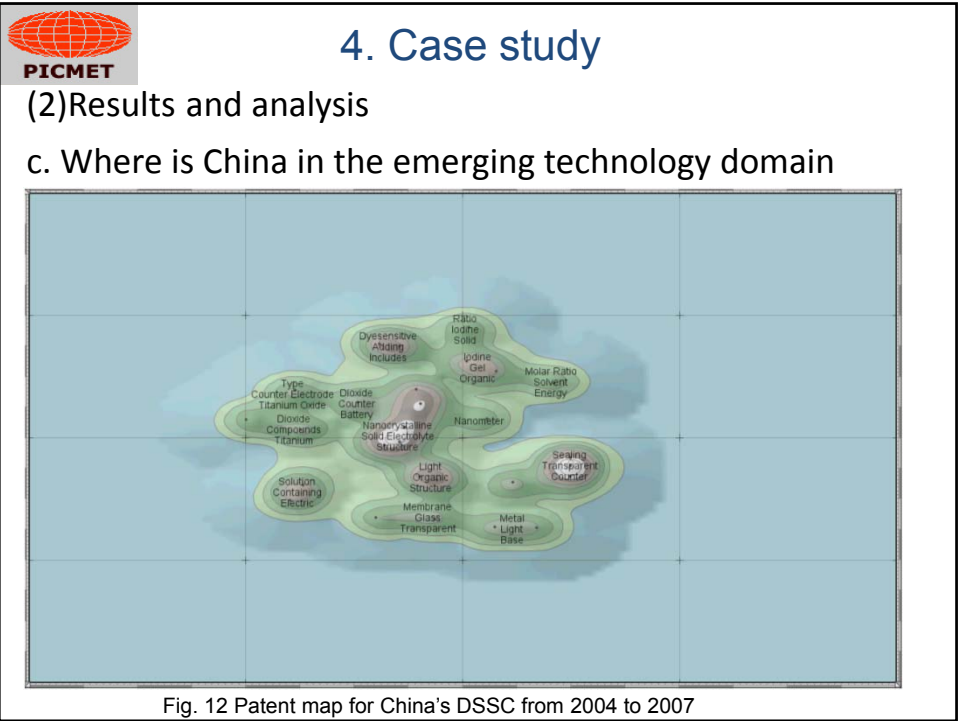 PICMET
4. Case study
(2)Results and analysis
c. Where is China in the emerging technology domain
Ratio
Iodine
Solid
Dyesensitive
Adding
Includes
Iodine
Gel
Organic
Molar Ratio
Solvent
Energy
Type
Counter Electrode
Titanium Oxide
Dioxide
Counter
Battery
Dioxide
Compounds
Titanium
Nanometer
Nanocrystalline
Solid Electrolyte
Structure
Sealing
Transparent
Counter
Light
Organic
Structure
Solution
Containing
Electric
Membrane
Glass
Transparent
Metal
Light
Base
Fig. 12 Patent map for China's DSSC from 2004 to 2007